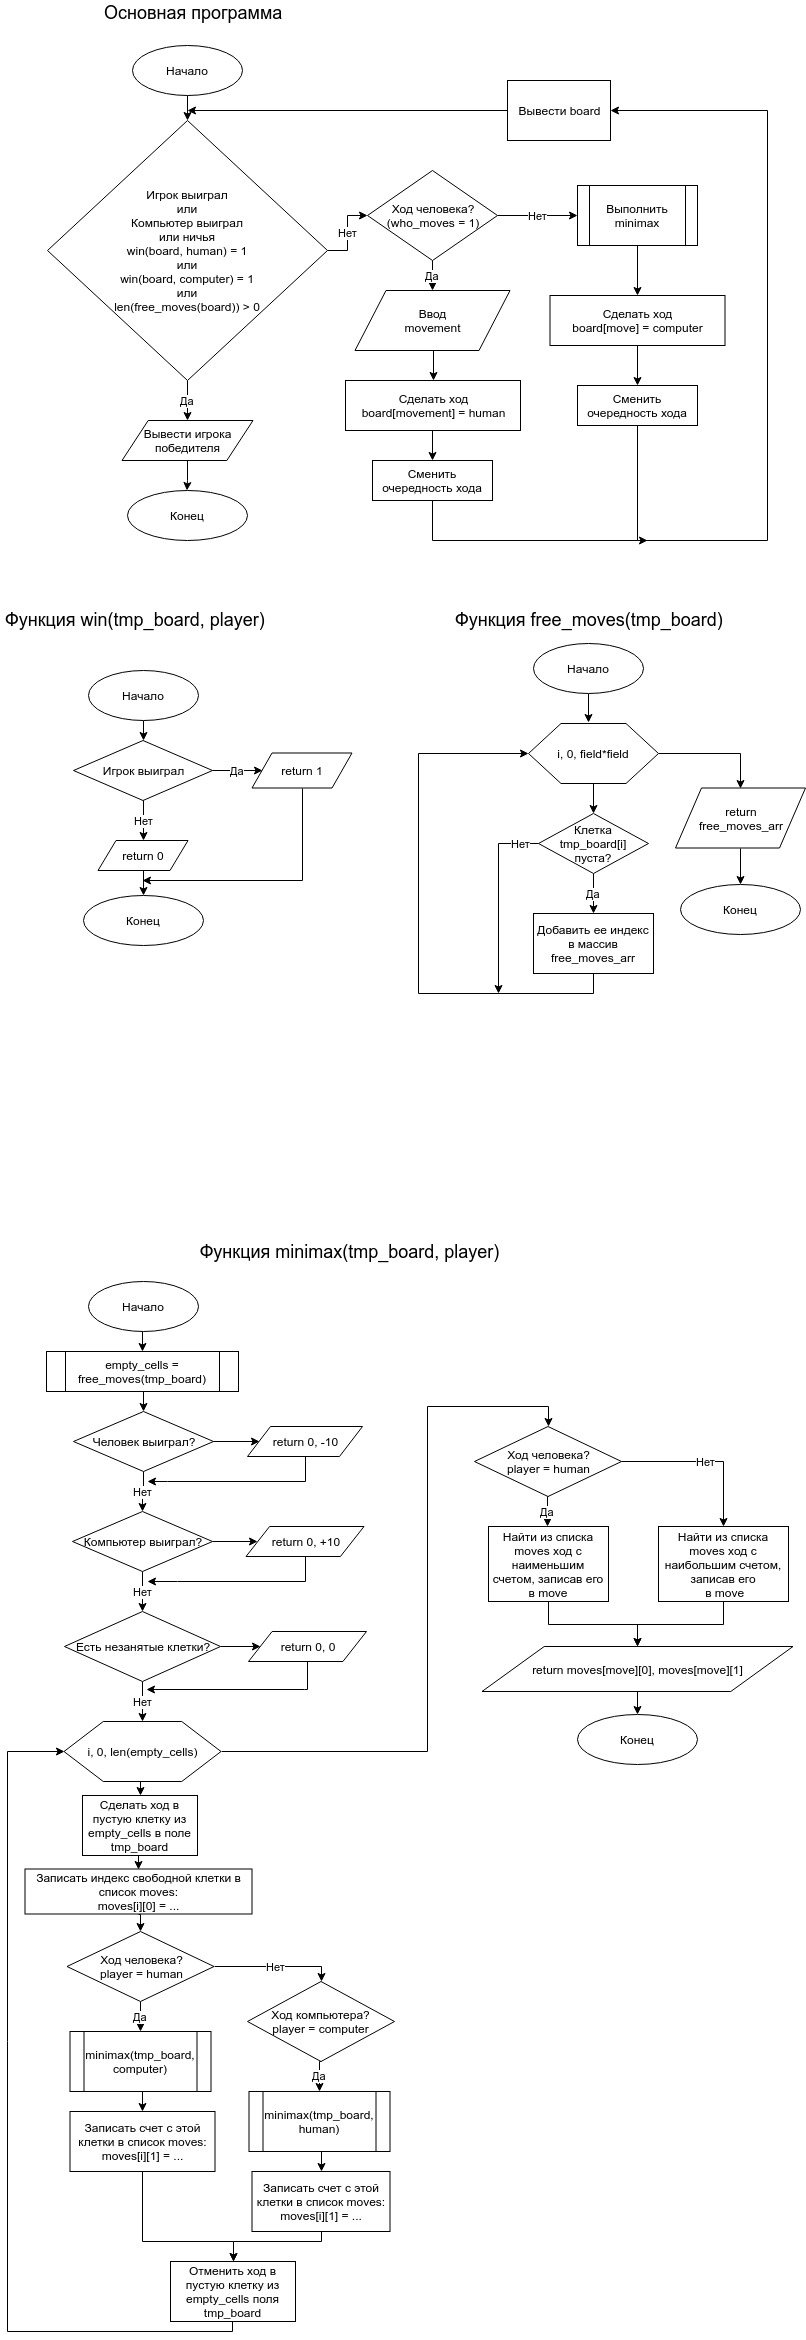 Основная программа
Начало
Вывести board
Игрок выиграл
или
Компьютер выиграл
или ничья
win(board, human) = 1
или
win(board, computer) = 1
или
len(free_moves(board)) > 0
Нет
Ход человека?
(who_moves = 1)
Нет
Выполнить
minimax
Да
Ввод
movement
Сделать ход
board[move] = computer
Сделать ход
board[movement] = human
Сменить
очередность хода
Да
Вывести игрока
победителя
Сменить
очередность хода
Конец
Функция win(tmp_board, player)
Начало
Игрок выиграл
Да
return 1
Нет
return 0
Конец
Функция free_moves(tmp_board)
Начало
i, 0, field*field
return
free_moves_arr
Клетка
tmp_board[i]
пуста?
Нет
Да
Добавить ее индекс
в массив
free_moves_arr
Конец
Функция minimax(tmp_board, player)
Начало
empty_cells =
free_moves(tmp_board)
Человек выиграл?
return 0, -10
Нет
Компьютер выиграл?
return 0, +10
Нет
Есть незанятые клетки?
return 0, 0
Нет
i, 0, len(empty_cells)
Ход человека?
player = human
Нет
Да
Найти из списка
moves ход с
наименьшим
счетом, записав его
в move
Найти из списка
moves ход с
наибольшим счетом,
записав его
в move
return moves[move][0], moves[move][1]
Конец
Сделать ход в
пустую клетку из
empty_cells в поле
tmp_board
Записать индекс свободной клетки в
список moves:
moves[i][0] = ...
Ход человека?
player = human
Нет
Да
Ход компьютера?
player = computer
minimax(tmp_board,
computer)
Да
minimax(tmp_board,
human)
Записать счет с этой
клетки в список moves:
moves[i][1] = ...
Записать счет с этой
клетки в список moves:
moves[i][1] = ...
Отменить ход в
пустую клетку из
empty_cells поля
tmp_board